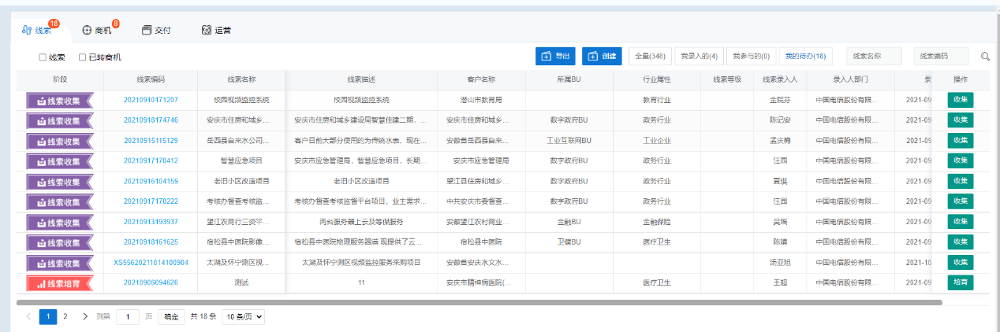 线索 18 商机 8 交付 运营
线索 已转商机 导出 创建 全量(348) 我录入的(4) 我参与的(0) 我的待办(18) 线索名称 线索编码
阶段 线索编码 线索名称 线索描述 客户名称 所属BU 行业属性 线索等级 线索录入人 录入人部门 录 操作
线索收集 20210910171207 校园视频监控系统 校园视频监控系统 潜山市教育局 教育行业 金院芬 中国电信股份有限... 2021-09 收集
线索收集 20210918174746 安庆市住房和城乡... 安庆市住房和城乡建设局智慧住建二期, ... 安庆市住房和城乡... 数字政府BU 政务行业 陈记安 中国电信股份有限... 2021-09 收集
线索收集 20210915115129 岳西县自来水公司... 客户目前大部分使用的为传统水表, 现在... 安徽省岳西县自来... 工业互联网BU 工业企业 孟庆梅 中国电信股份有限... 2021-09 收集
线索收集 20210917170412 智慧应急项目 安庆市应急管理局, 智慧应急项目, 长期... 安庆市应急管理局 数字政府BU 政务行业 汪园 中国电信股份有限... 2021-09 收集
线索收集 20210916104159 老旧小区改造项目 老旧小区改造项目 望江县住房和城乡... 数字政府BU 政务行业 夏琪 中国电信股份有限... 2021-09 收集
线索收集 20210917170222 考核办督查考核监... 考核办督查考核监督平台项目, 业主需求... 中共安庆市委督查... 数字政府BU 政务行业 汪园 中国电信股份有限... 2021-09 收集
线索收集 20210913193937 望江农商行三资平... 两台服务器上云及等保服务 安徽望江农村商业... 金融BU 金融保险 吴瑶 中国电信股份有限... 2021-09 收集
线索收集 20210918161625 宿松县中医院影像... 宿松县中医院物理服务器满 现提供了云... 宿松县中医院 卫健BU 医疗卫生 陈婧 中国电信股份有限... 2021-09 收集
线索收集 XS55620211014100904 太湖及怀宁测区视... 太湖及怀宁测区视频监控服务采购项目 安徽省安庆水文水... 汤亚旭 中国电信股份有限... 2021-10 收集
线索培育 20210906094626 测试 11 安庆市精神病医院(... 医疗卫生 王超 中国电信股份有限... 2021-09 培育
1 2 到第 1 页 确定 共 18 条 10 条/页